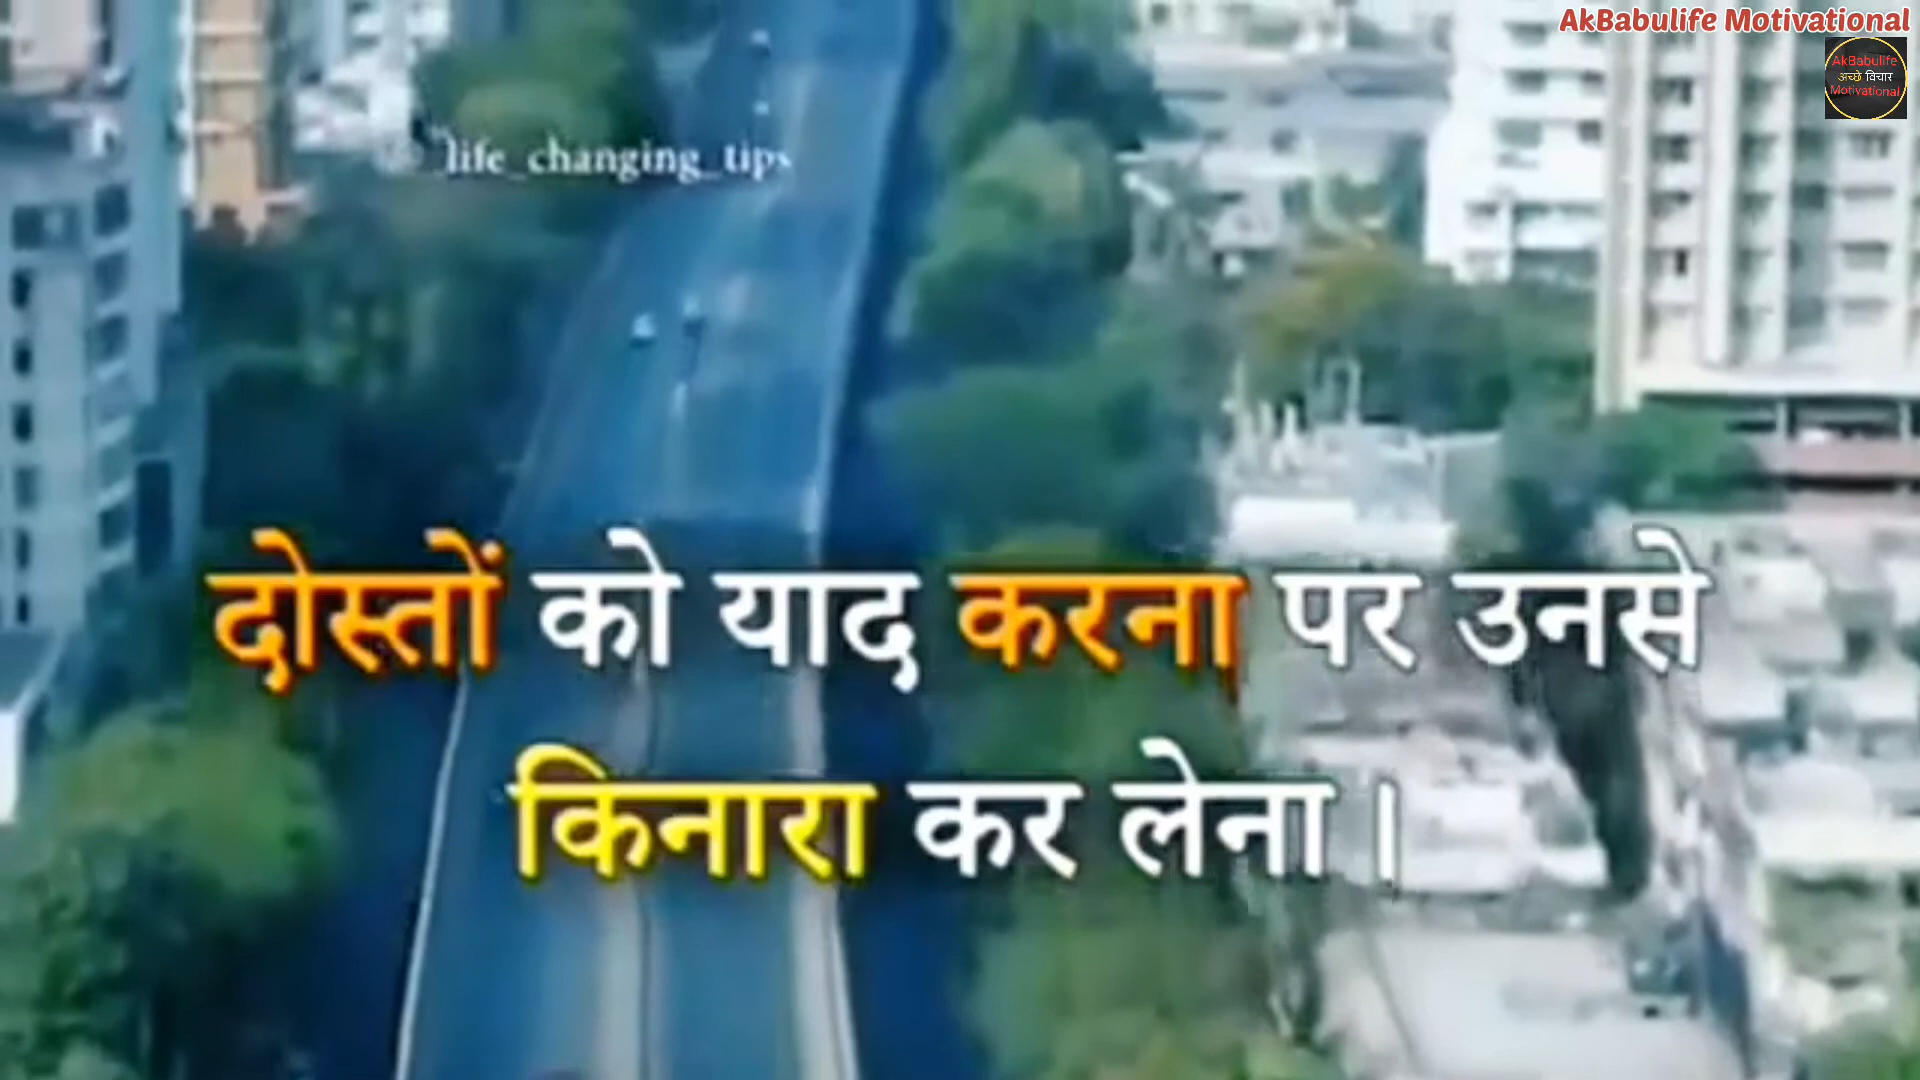 AkBabulife Motivational
AkBabulife
अच्छे विचार
Motivational
life_changing_tips
दोस्तों को याद करना पर उनसे
किनारा कर लेना।